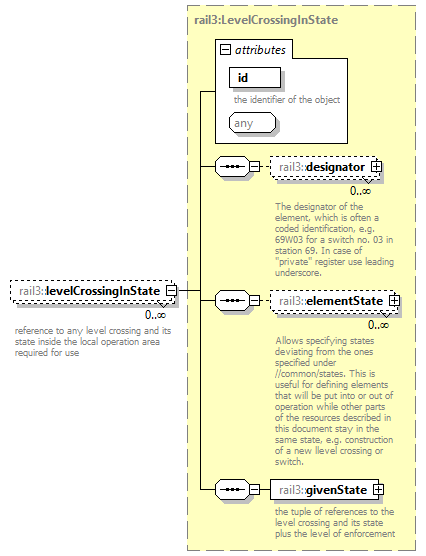 rail3:LevelCrossingInState
attributes
id
the identifier of the object
any
rail3::designator
0..∞
The designator of the
element, which is often a
coded identification, e.g.
69W03 for a switch no. 03 in
station 69. In case of
"private" register use leading
underscore.
rail3::levelCrossingInState
0..∞
reference to any level crossing and its
state inside the local operation area
required for use
rail3::elementState
0..∞
Allows specifying states
deviating from the ones
specified under
//common/states. This is
useful for defining elements
that will be put into or out of
operation while other parts
of the resources described in
this document stay in the
same state, e.g. construction
of a new llevel crossing or
switch.
rail3::givenState
the tuple of references to the
level crossing and its state
plus the level of enforcement